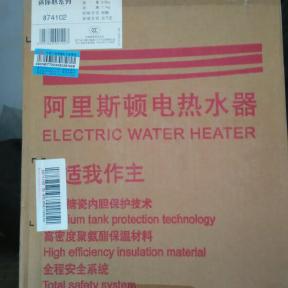 874102
阿里斯顿电热水器
ELECTRIC WATER HEATER
适我作主
瓷内胆保护技术
um tank protection technology
高密度聚氨酯保温材料
High efficiency insulation material
全程安全系统
Total safety system